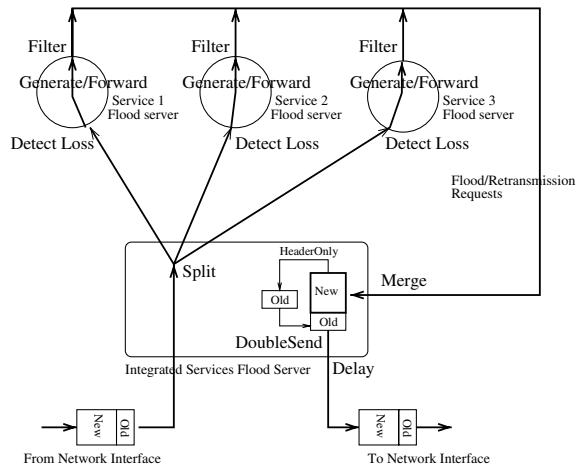 Filter
Filter
Filter
Generate/Forward
Generate/Forward
Generate/Forward
Service 1
Flood server
Service 2
Flood server
Service 3
Flood server
Detect Loss
Detect Loss
Detect Loss
Flood/Retransmission
Requests
HeaderOnly
Split
New
Merge
Old
Old
DoubleSend
Integrated Services Flood Server
Delay
New
Old
New
Old
From Network Interface
To Network Interface